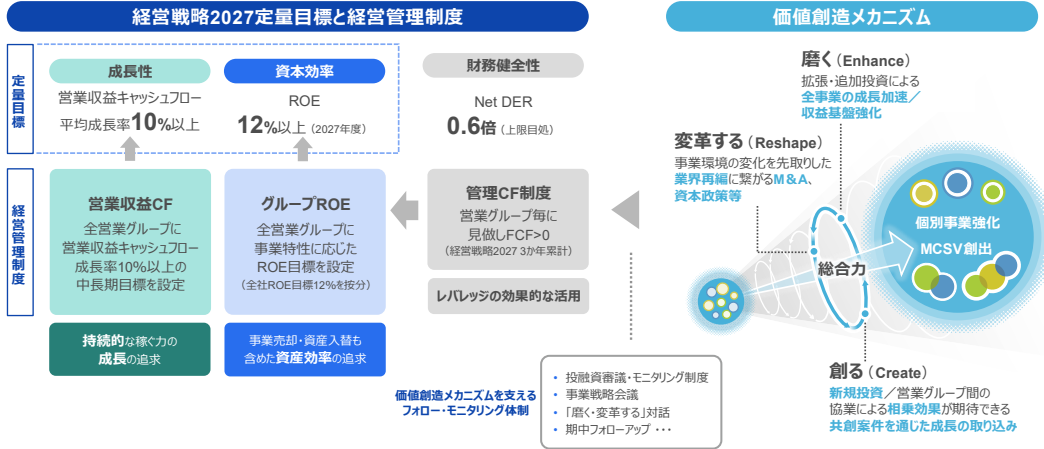 経営戦略2027定量目標と経営管理制度
定量目標
成長性
営業収益キャッシュフロー
平均成長率10%以上
資本効率
ROE
12%以上（2027年度）
財務健全性
Net DER
0.6倍（上限目処）
経営管理制度
営業収益CF
全営業グループに
営業収益キャッシュフロー
成長率10%以上の
中長期目標を設定
グループROE
全営業グループに
事業特性に応じた
ROE目標を設定
（全社ROE目標12%を按分）
管理CF制度
営業グループ毎に
見做しFCF>0
（経営戦略2027 3か年累計）
レバレッジの効果的な活用
持続的な稼ぐ力の
成長の追求
事業売却・資産入替も
含めた資産効率の追求
価値創造メカニズムを支える
フォロー・モニタリング体制
• 投融資審議・モニタリング制度
• 事業戦略会議
• 「磨く・変革する」対話
• 期中フォローアップ ･･･
価値創造メカニズム
磨く（Enhance）
拡張・追加投資による
全事業の成長加速／
収益基盤強化
変革する（Reshape）
事業環境の変化を先取りした
業界再編に繋がるM&A、
資本政策等
総合力
個別事業強化
MCSV創出
創る（Create）
新規投資／営業グループ間の
協業による相乗効果が期待できる
共創案件を通じた成長の取り込み